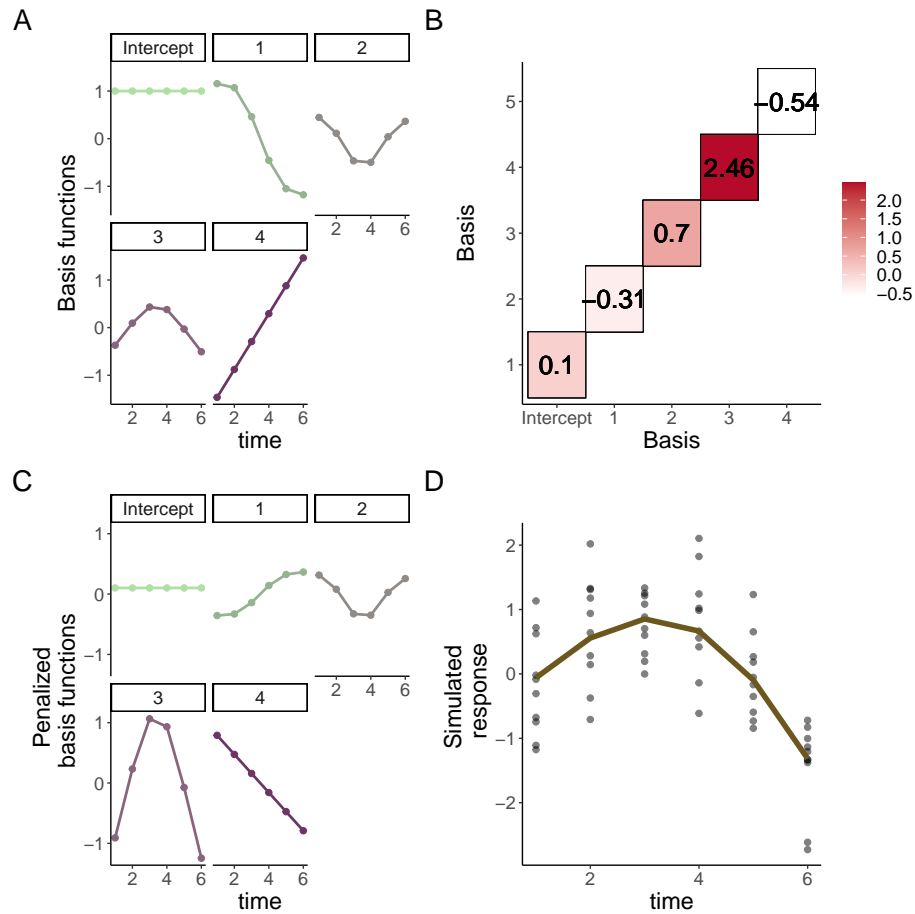 A
Intercept 1 2
1
0
−1
2 4 6
3 4
1
0
−1
2 4 6 2 4 6
time
Basis functions
B
5
4
3
2
1
−0.54
2.46
0.7
−0.31
0.1
Intercept 1 2 3 4
Basis
Basis
2.0
1.5
1.0
0.5
0.0
−0.5
C
Intercept 1 2
1
0
−1
2 4 6
3 4
1
0
−1
2 4 6 2 4 6
time
Penalized
basis functions
D
2
1
0
−1
−2
2 4 6
time
Simulated
response